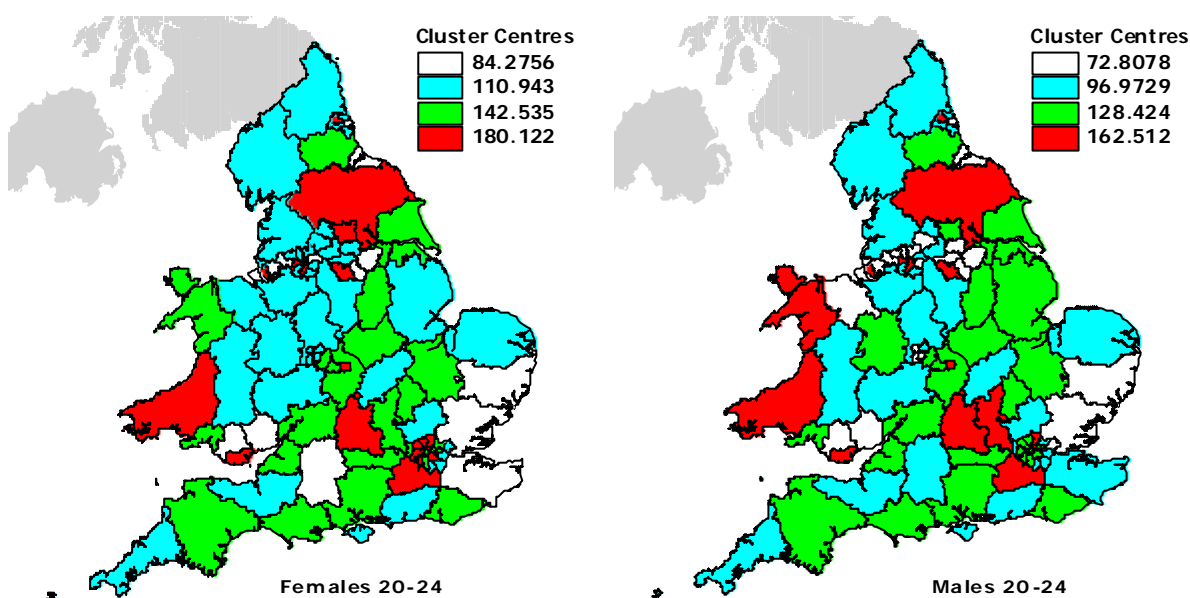 Cluster Centres
84.2756
110.943
142.535
180.122
Females 20-24
Cluster Centres
72.8078
96.9729
128.424
162.512
Males 20-24